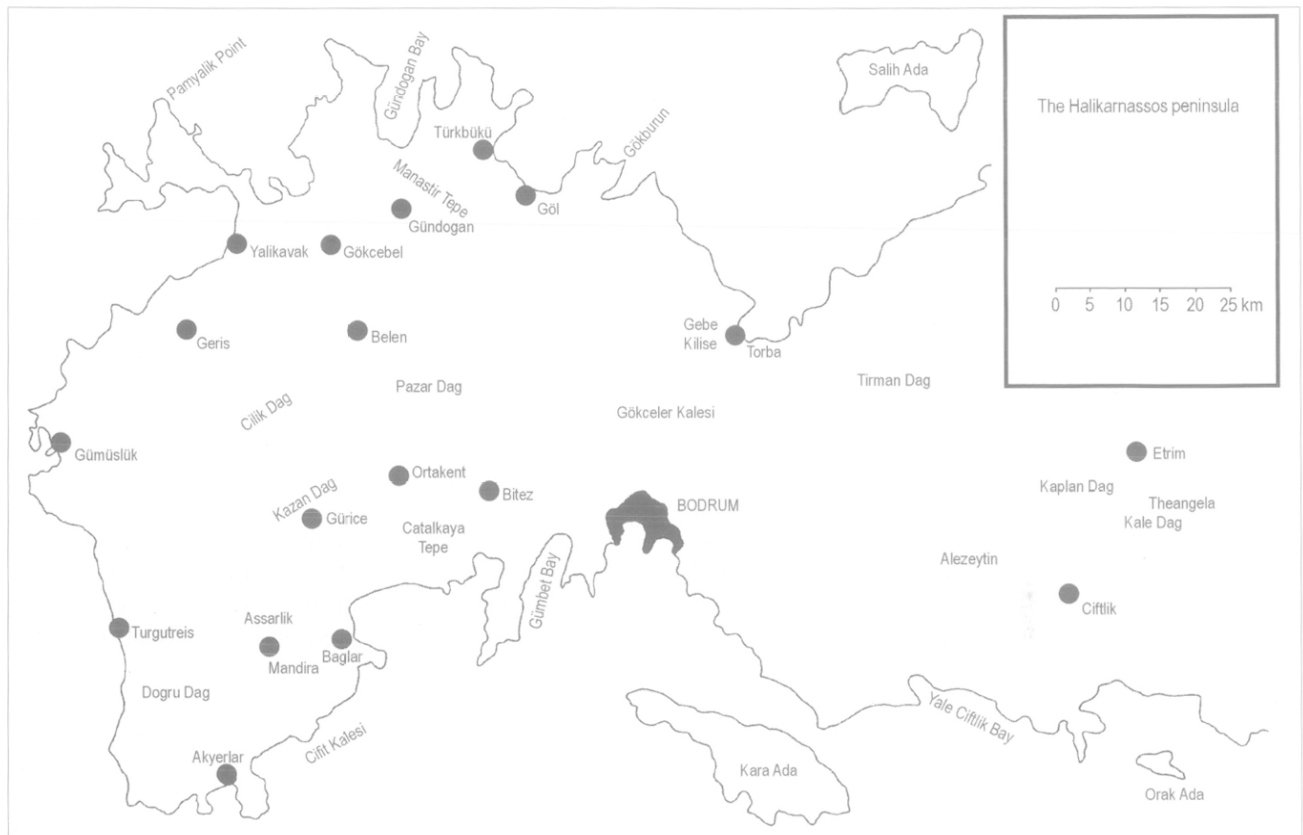 Pamyalik Point
Gündogan Bay
Salih Ada
The Halikarnassos peninsula
Türkbükü
Gökburun
Manastir Tepe
Göl
Gündogan
Yalikavak
Gökcebel
0 5 10 15 20 25 km
Geris
Belen
Gebe
Kilise
Torba
Pazar Dag
Tirman Dag
Cilik Dag
Gökceler Kalesi
Gümüslük
Ortakent
Etrim
Kazan Dag
Bitez
Kaplan Dag
Theangela
Kale Dag
BODRUM
Gürice
Catalkaya
Tepe
Alezeytin
Gümbet Bay
Ciftlik
Assarlik
Turgutreis
Mandira
Baglar
Dogru Dag
Yale Ciftlik Bay
Cifit Kalesi
Akyerlar
Kara Ada
Orak Ada